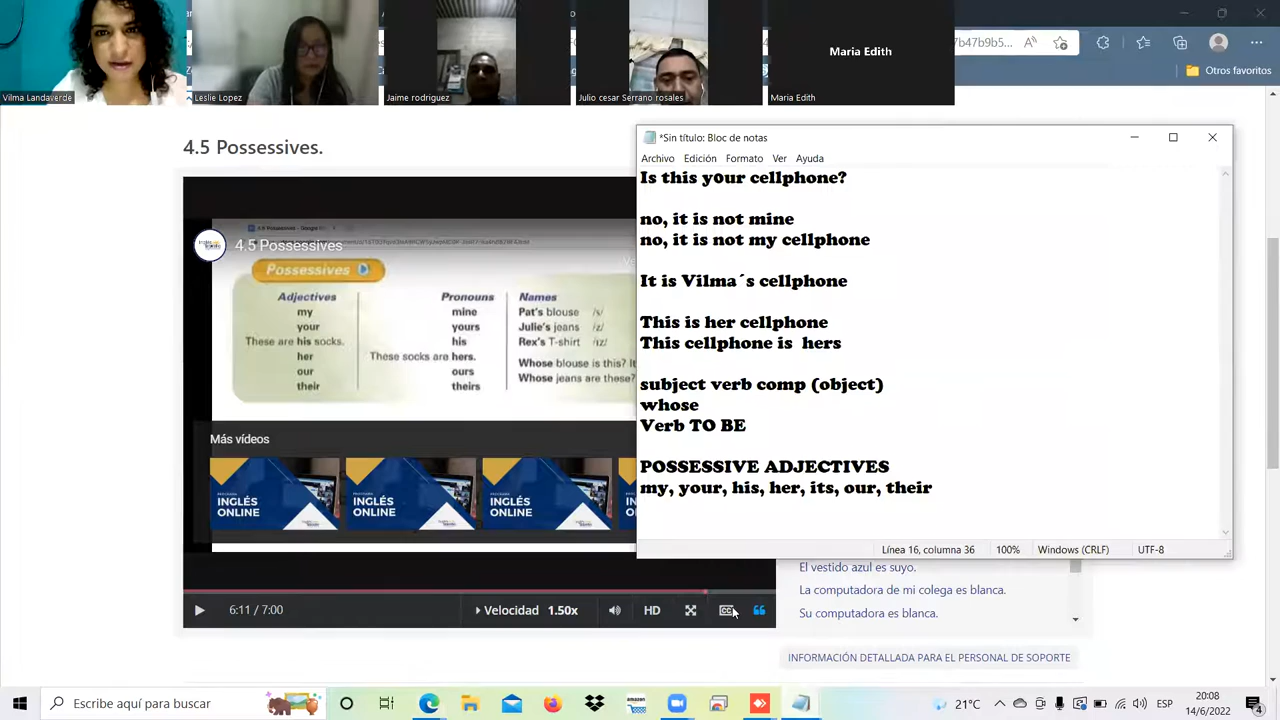 Vilma Landaverde
Leslie Lopez
Jaime rodriguez
Julio cesar Serrano rosales
Maria Edith
Maria Edith
7b47b9b5...
Otros favoritos
4.5 Possessives.
4.5 Possessives
Possessives
Adjectives
my
your
These are his socks.
her
our
their
Pronouns
mine
yours
his
These socks are hers.
ours
theirs
Names
Pat's blouse /s/
Julie's jeans /z/
Rex's T-shirt /ɪz/
Whose blouse is this? It
Whose jeans are these?
Más vídeos
PROGRAMA
INGLÉS
ONLINE
PROGRAMA
INGLÉS
ONLINE
PROGRAMA
INGLÉS
ONLINE
6:11 / 7:00
Velocidad 1.50x
HD
CC
*Sin título: Bloc de notas
Archivo Edición Formato Ver Ayuda
Is this y0ur cellphone?
no, it is not mine
no, it is not my cellphone
It is Vilma´s cellphone
This is her cellphone
This cellphone is  hers
subject verb comp (object)
whose
Verb TO BE
POSSESSIVE ADJECTIVES
my, your, his, her, its, our, their
Línea 16, columna 36 100% Windows (CRLF) UTF-8
El vestido azul es suyo.
La computadora de mi colega es blanca.
Su computadora es blanca.
INFORMACIÓN DETALLADA PARA EL PERSONAL DE SOPORTE
Escribe aquí para buscar
amazon
21°C
ESP
20:08
14/6/2022
4